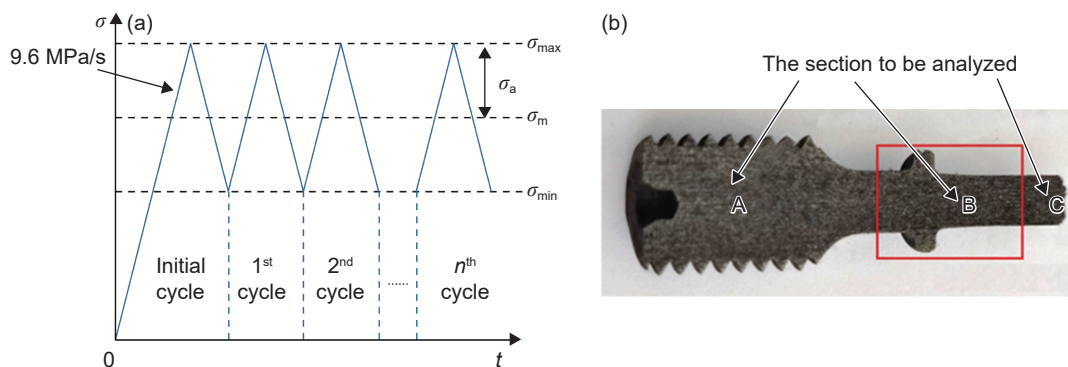 (a)
σ
9.6 MPa/s
σmax
σa
σm
σmin
Initial cycle
1st cycle
2nd cycle
......
nth cycle
0
t
(b)
The section to be analyzed
A
B
C